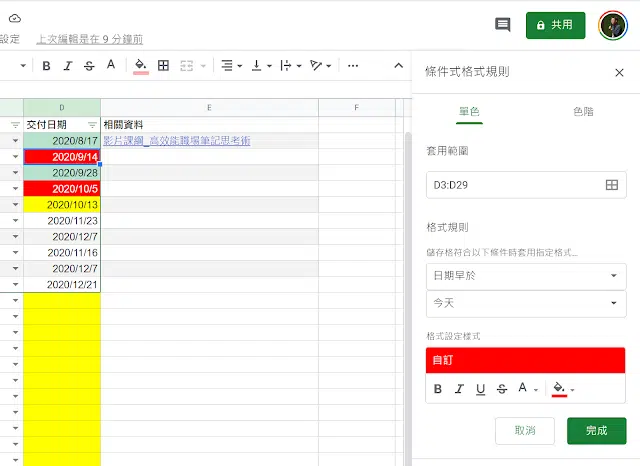 設定
上次編輯是在 9 分鐘前
共用
B I S A
條件式格式規則
單色
色階
套用範圍
D3:D29
格式規則
儲存格符合以下條件時套用指定格式...
日期早於
今天
格式設定樣式
自訂
B I U S A
取消
完成
D E F
交付日期 相關資料
2020/8/17 影片課綱_高效能職場筆記思考術
2020/9/14
2020/9/28
2020/10/5
2020/10/13
2020/11/23
2020/12/7
2020/11/16
2020/12/7
2020/12/21